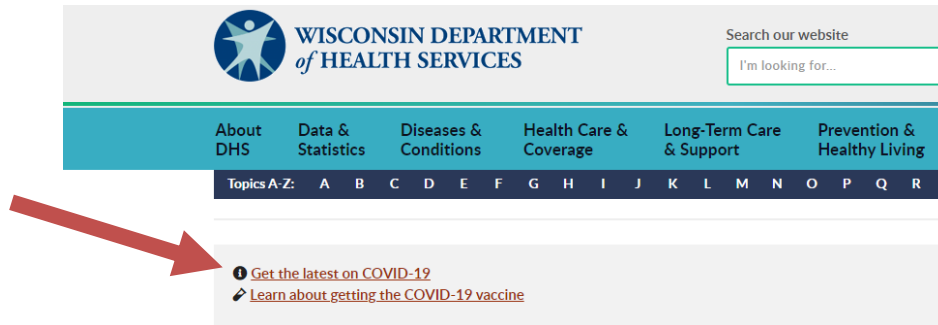 WISCONSIN DEPARTMENT
of HEALTH SERVICES
Search our website
I'm looking for...
About DHS
Data & Statistics
Diseases & Conditions
Health Care & Coverage
Long-Term Care & Support
Prevention & Healthy Living
Topics A-Z: A B C D E F G H I J K L M N O P Q R
Get the latest on COVID-19
Learn about getting the COVID-19 vaccine